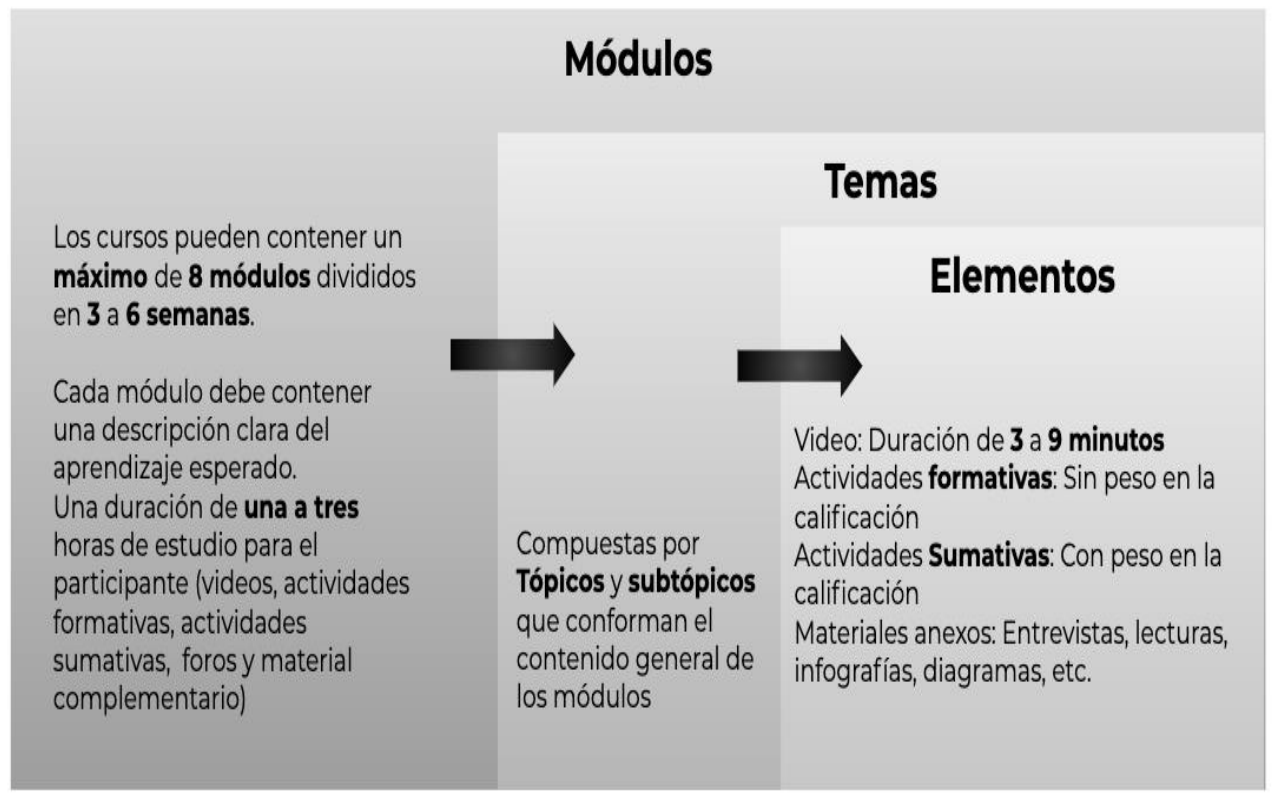 Módulos
Temas
Elementos
Los cursos pueden contener un
máximo de 8 módulos divididos
en 3 a 6 semanas.
Cada módulo debe contener
una descripción clara del
aprendizaje esperado.
Una duración de una a tres
horas de estudio para el
participante (videos, actividades
formativas, actividades
sumativas, foros y material
complementario)
Compuestas por
Tópicos y subtópicos
que conforman el
contenido general de
los módulos
Video: Duración de 3 a 9 minutos
Actividades formativas: Sin peso en la
calificación
Actividades Sumativas: Con peso en la
calificación
Materiales anexos: Entrevistas, lecturas,
infografías, diagramas, etc.